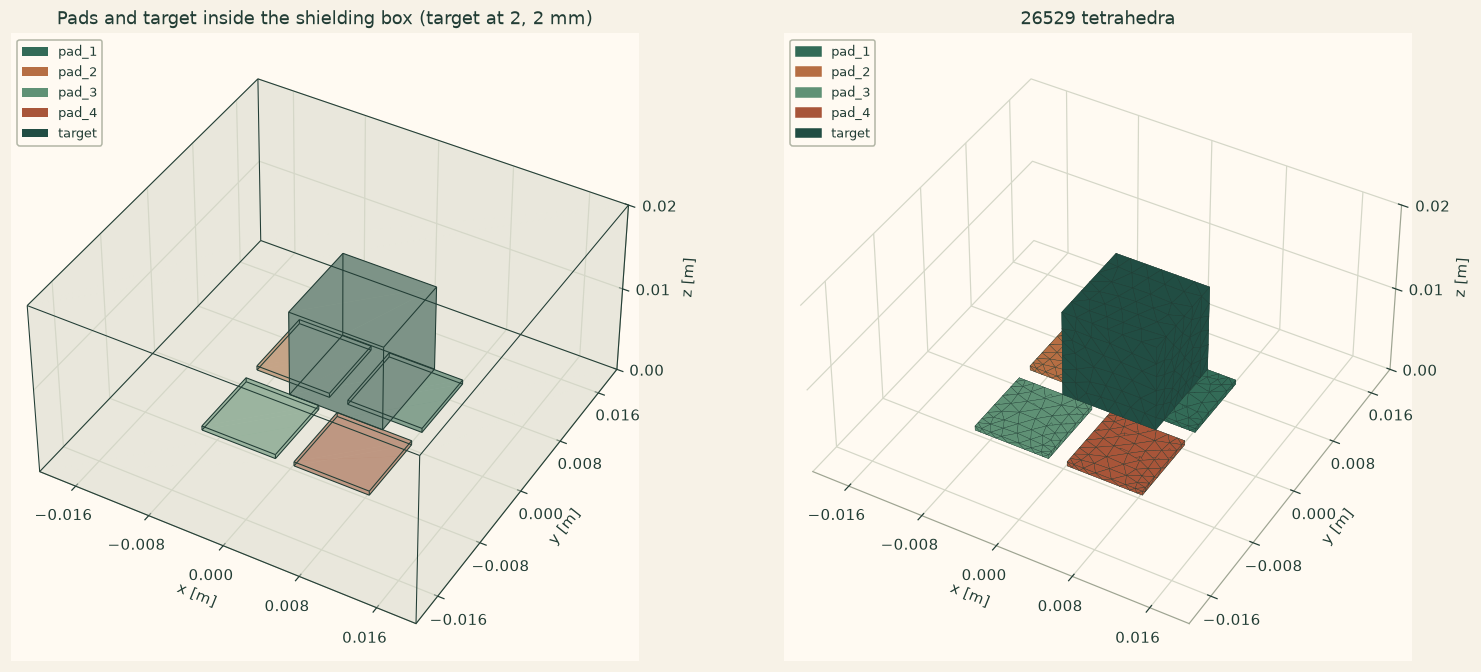 Pads and target inside the shielding box (target at 2, 2 mm)
pad_1
pad_2
pad_3
pad_4
target
0.02
0.01
0.00
z [m]
0.016
0.008
0.000
−0.008
−0.016
y [m]
−0.016
−0.008
0.000
0.008
0.016
x [m]
26529 tetrahedra
pad_1
pad_2
pad_3
pad_4
target
0.02
0.01
0.00
z [m]
0.016
0.008
0.000
−0.008
−0.016
y [m]
−0.016
−0.008
0.000
0.008
0.016
x [m]